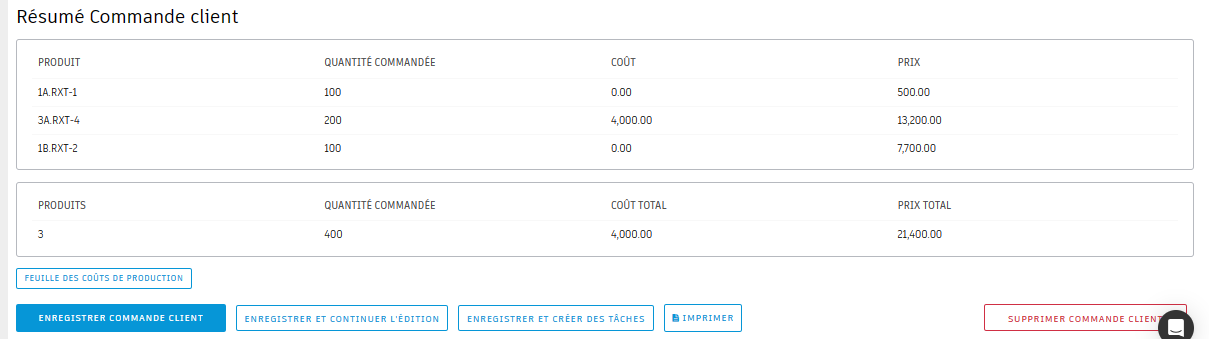 Résumé Commande client
PRODUIT QUANTITÉ COMMANDÉE COÛT PRIX
1A.RXT-1 100 0.00 500.00
3A.RXT-4 200 4,000.00 13,200.00
1B.RXT-2 100 0.00 7,700.00
PRODUITS QUANTITÉ COMMANDÉE COÛT TOTAL PRIX TOTAL
3 400 4,000.00 21,400.00
FEUILLE DES COÛTS DE PRODUCTION
ENREGISTRER COMMANDE CLIENT ENREGISTRER ET CONTINUER L'ÉDITION ENREGISTRER ET CRÉER DES TÂCHES IMPRIMER SUPPRIMER COMMANDE CLIENT